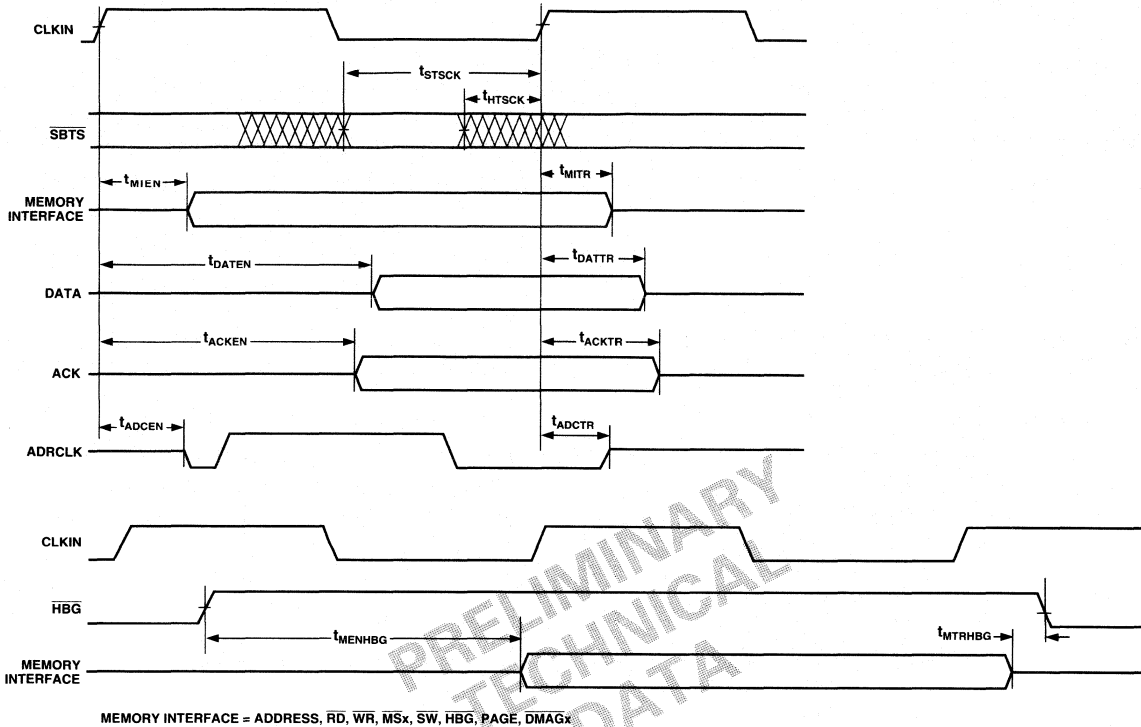 CLKIN
tSTSCK
tHTSCK
SBTS
tMIEN
tMITR
MEMORY
INTERFACE
tDATEN
tDATTR
DATA
tACKEN
tACKTR
ACK
tADCEN
tADCTR
ADRCLK
CLKIN
HBG
tMENHBG
tMTRHBG
MEMORY
INTERFACE
PRELIMINARY
TECHNICAL
DATA
MEMORY INTERFACE = ADDRESS, RD, WR, MSx, SW, HBG, PAGE, DMAGx